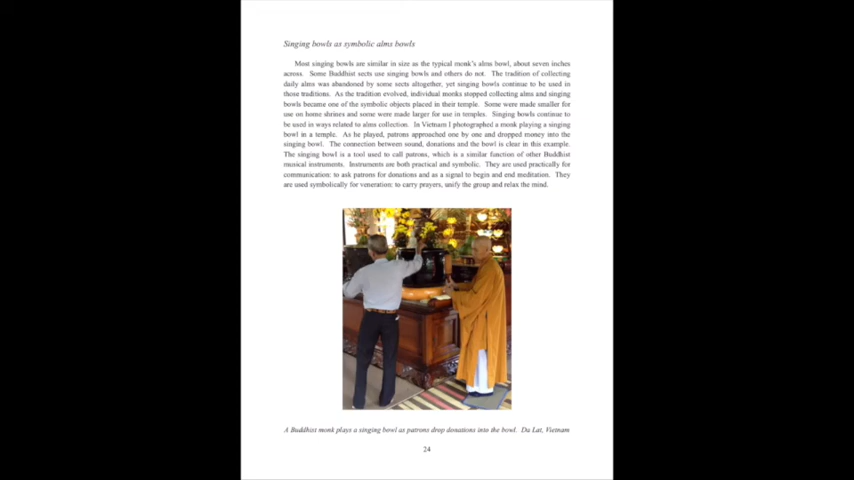 Singing bowls as symbolic alms bowls
Most singing bowls are similar in size as the typical monk's alms bowl, about seven inches
across. Some Buddhist sects use singing bowls and others do not. The tradition of collecting
daily alms was abandoned by some sects altogether, yet singing bowls continue to be used in
those traditions. As the tradition evolved, individual monks stopped collecting alms and singing
bowls became one of the symbolic objects placed in their temple. Some were made smaller for
use on home shrines and some were made larger for use in temples. Singing bowls continue to
be used in ways related to alms collection. In Vietnam I photographed a monk playing a singing
bowl in a temple. As he played, patrons approached one by one and dropped money into the
singing bowl. The connection between sound, donations and the bowl is clear in this example.
The singing bowl is a tool used to call patrons, which is a similar function of other Buddhist
musical instruments. Instruments are both practical and symbolic. They are used practically for
communication: to ask patrons for donations and as a signal to begin and end meditation. They
are used symbolically for veneration: to carry prayers, unify the group and relax the mind.
A Buddhist monk plays a singing bowl as patrons drop donations into the bowl. Da Lat, Vietnam
24